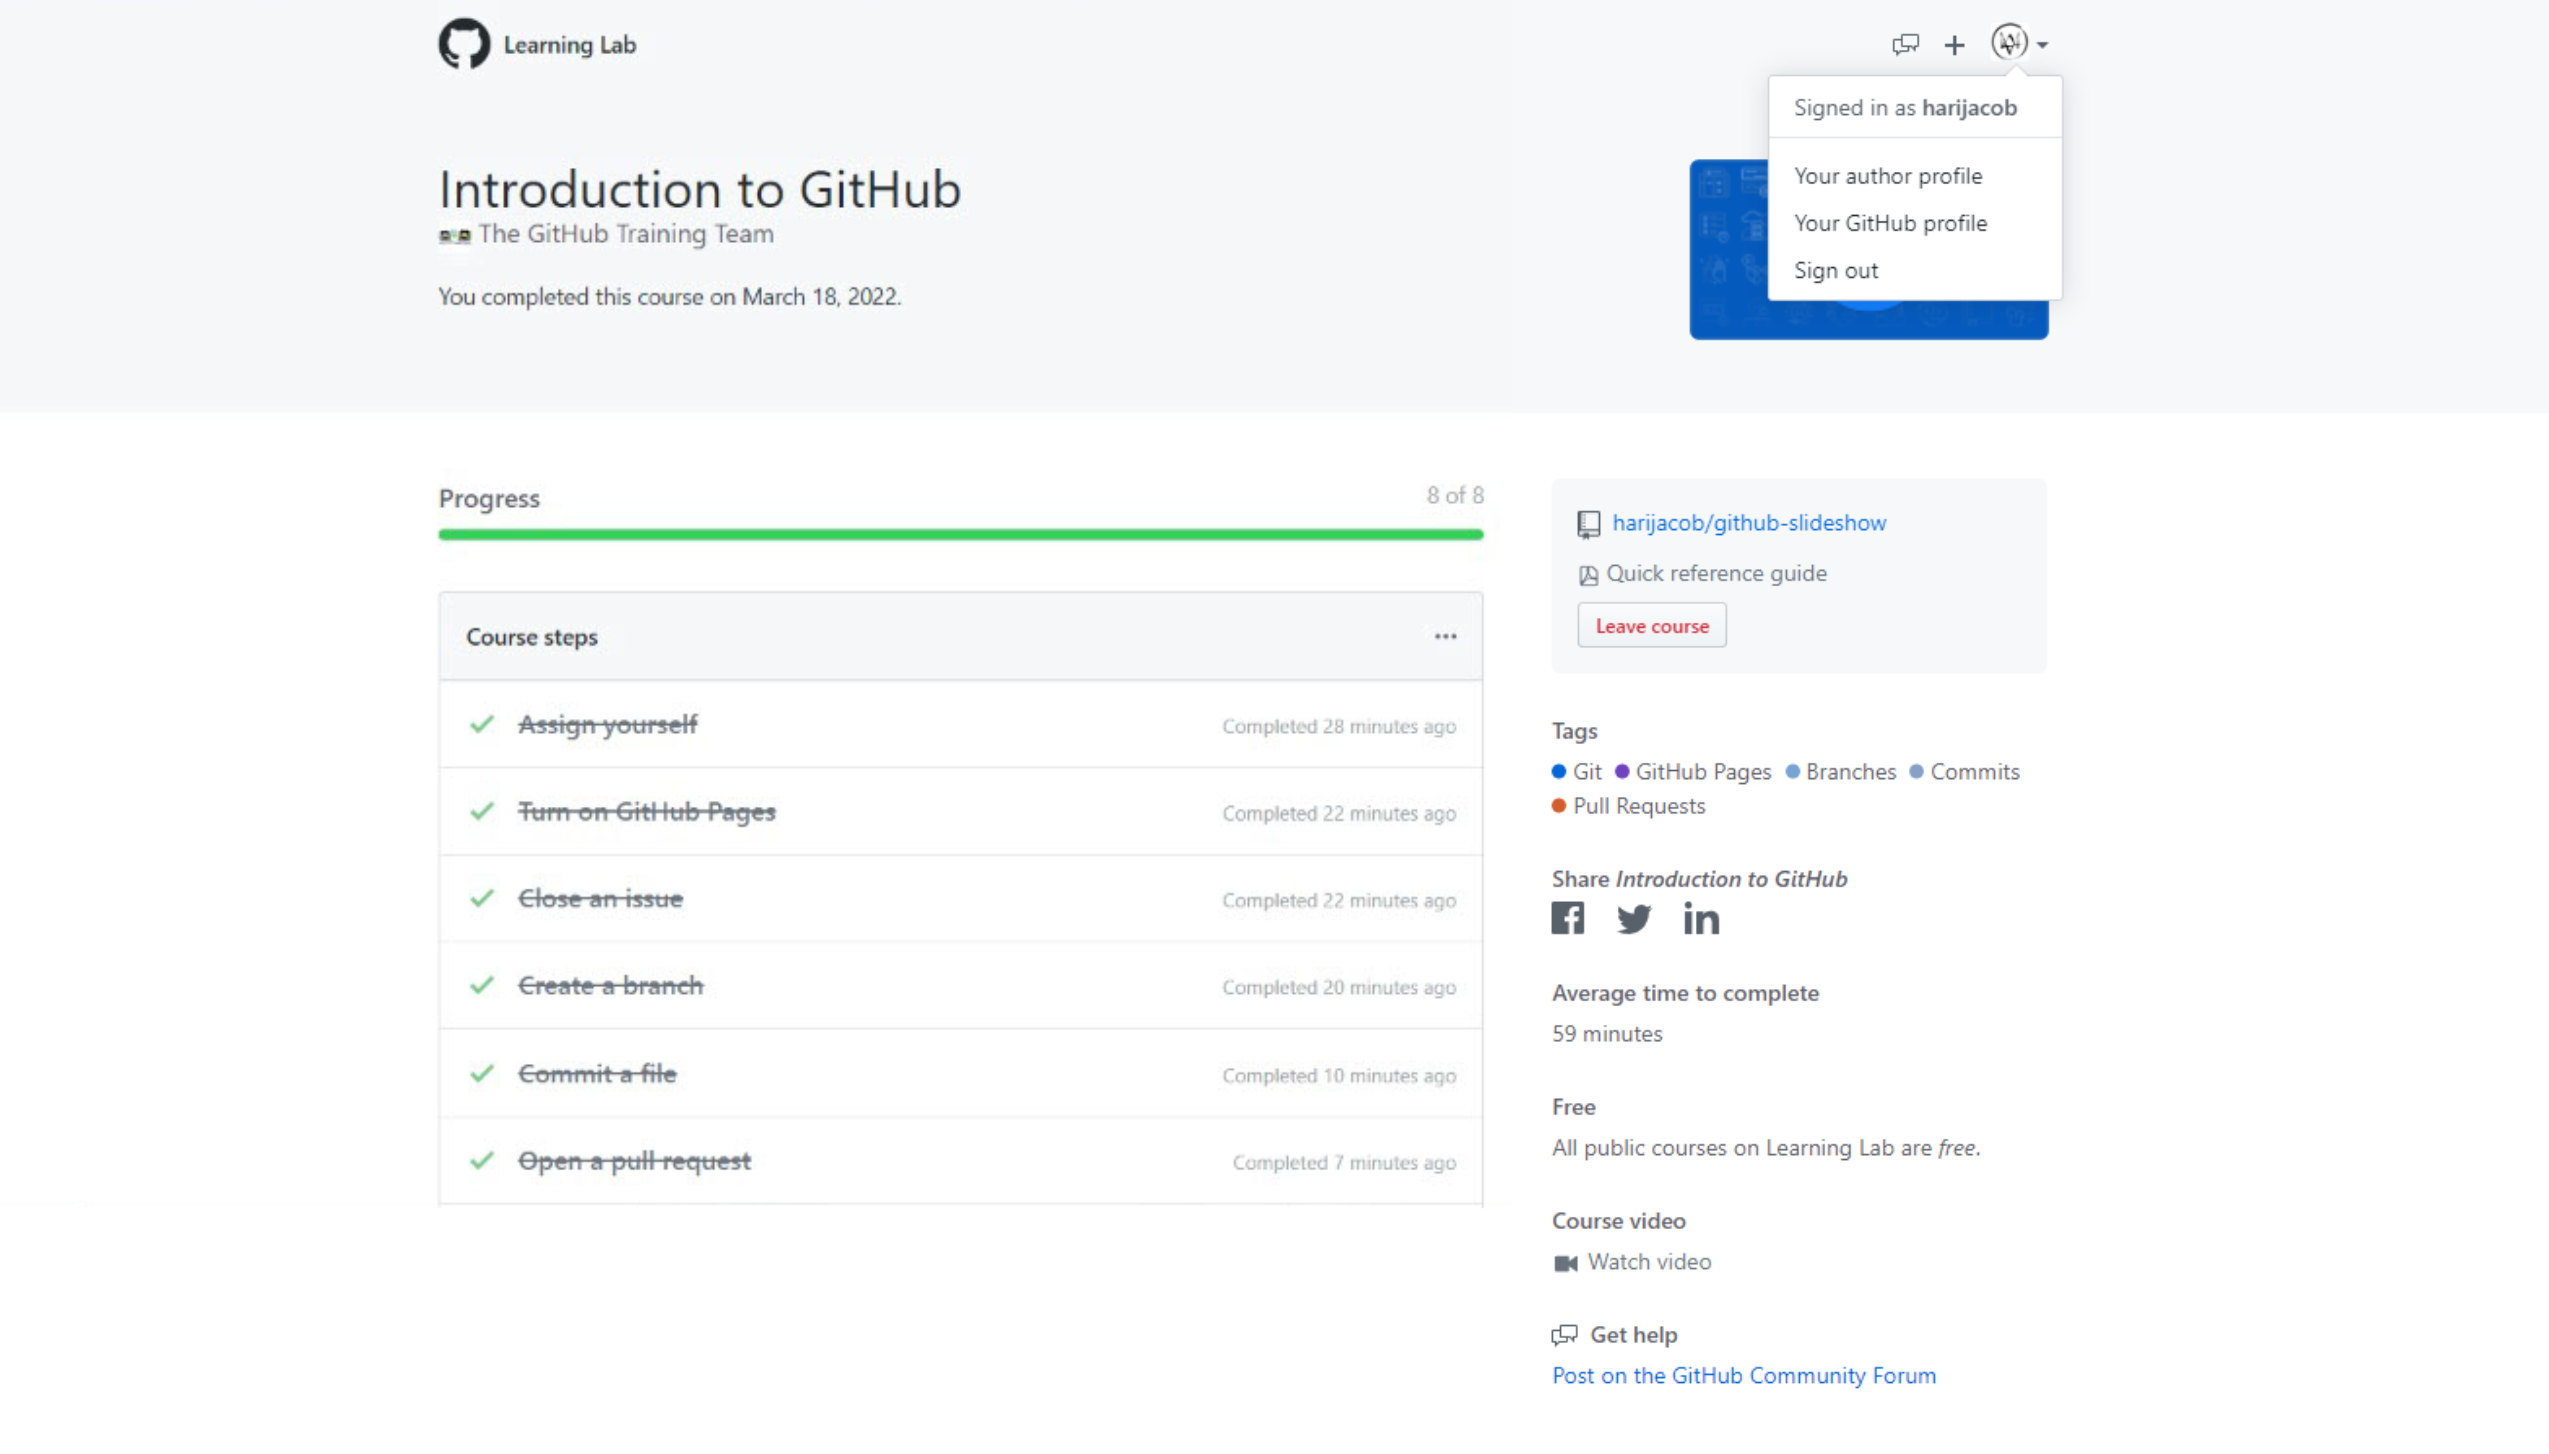 Learning Lab
Signed in as harijacob
Your author profile
Your GitHub profile
Sign out
Introduction to GitHub
The GitHub Training Team
You completed this course on March 18, 2022.
Progress
8 of 8
Course steps
Assign yourself
Completed 28 minutes ago
Turn on GitHub Pages
Completed 22 minutes ago
Close an issue
Completed 22 minutes ago
Create a branch
Completed 20 minutes ago
Commit a file
Completed 10 minutes ago
Open a pull request
Completed 7 minutes ago
harijacob/github-slideshow
Quick reference guide
Leave course
Tags
Git GitHub Pages Branches Commits
Pull Requests
Share Introduction to GitHub
Average time to complete
59 minutes
Free
All public courses on Learning Lab are free.
Course video
Watch video
Get help
Post on the GitHub Community Forum